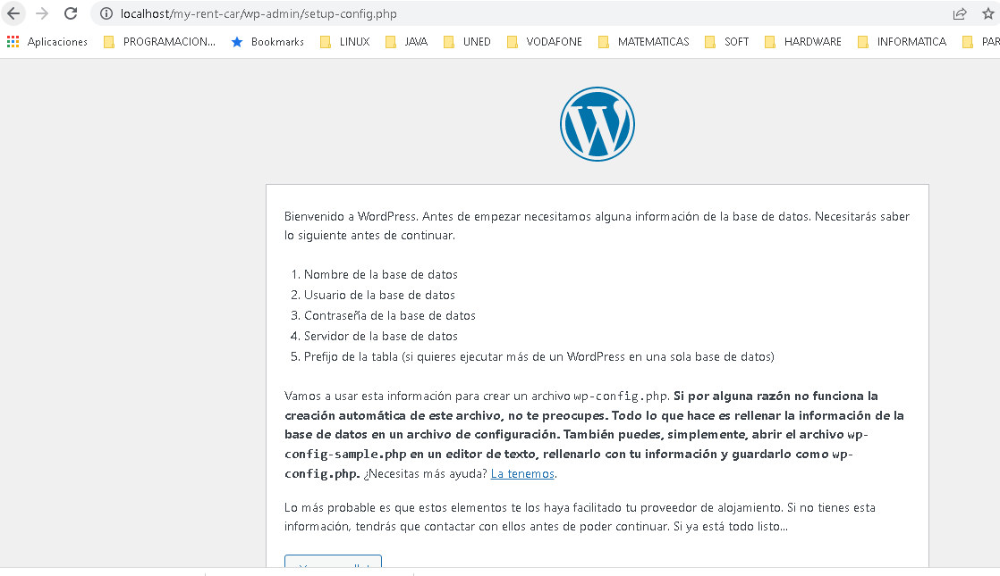 localhost/my-rent-car/wp-admin/setup-config.php
Aplicaciones PROGRAMACION... Bookmarks LINUX JAVA UNED VODAFONE MATEMATICAS SOFT HARDWARE INFORMATICA PAR
W
Bienvenido a WordPress. Antes de empezar necesitamos alguna información de la base de datos. Necesitarás saber
lo siguiente antes de continuar.
1. Nombre de la base de datos
2. Usuario de la base de datos
3. Contraseña de la base de datos
4. Servidor de la base de datos
5. Prefijo de la tabla (si quieres ejecutar más de un WordPress en una sola base de datos)
Vamos a usar esta información para crear un archivo wp-config.php. Si por alguna razón no funciona la
creación automática de este archivo, no te preocupes. Todo lo que hace es rellenar la información de la
base de datos en un archivo de configuración. También puedes, simplemente, abrir el archivo wp-
config-sample.php en un editor de texto, rellenarlo con tu información y guardarlo como wp-
config.php. ¿Necesitas más ayuda? La tenemos.
Lo más probable es que estos elementos te los haya facilitado tu proveedor de alojamiento. Si no tienes esta
información, tendrás que contactar con ellos antes de poder continuar. Si ya está todo listo...